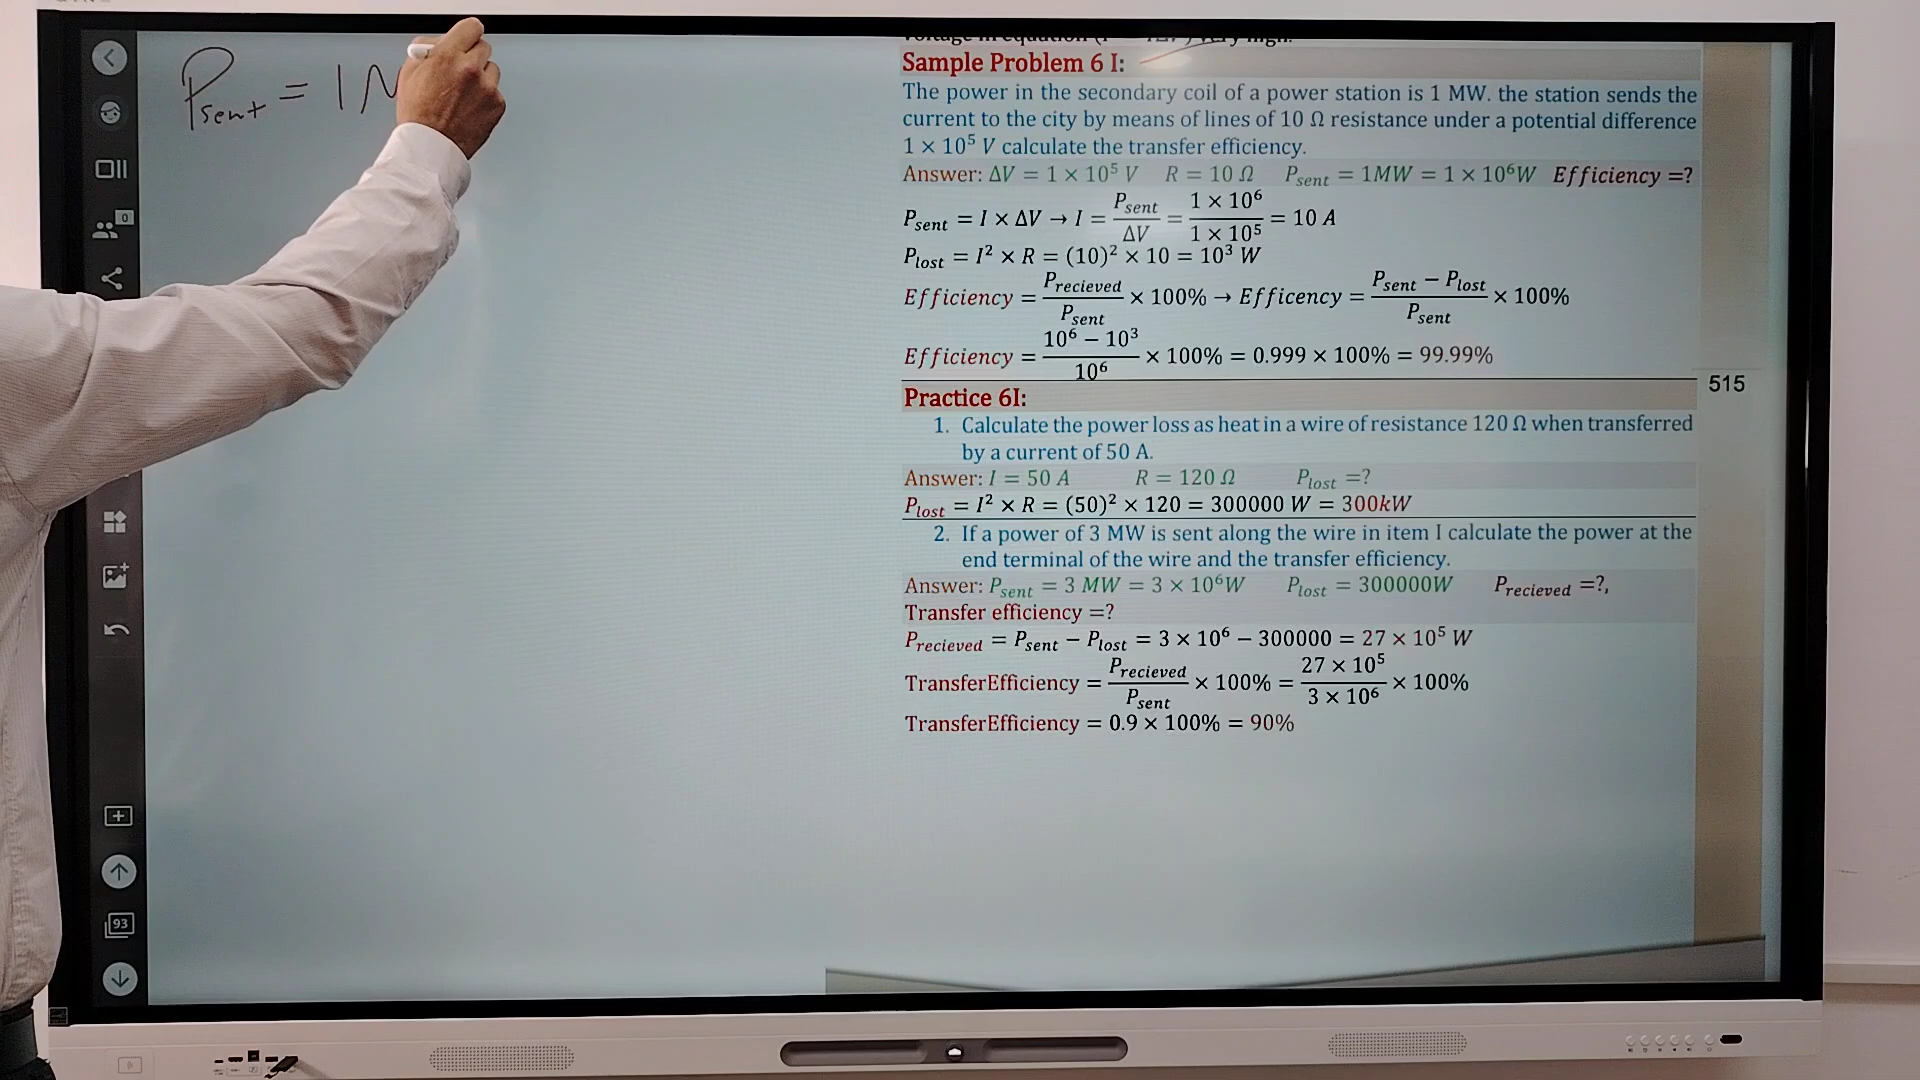 P_sent = 1
Sample Problem 6 I:
The power in the secondary coil of a power station is 1 MW. the station sends the
current to the city by means of lines of 10 Ω resistance under a potential difference
1 × 10⁵ V calculate the transfer efficiency.
Answer: ΔV = 1 × 10⁵ V R = 10 Ω P_sent = 1MW = 1 × 10⁶W Efficiency =?
P_sent = I × ΔV → I = P_sent / ΔV = 1 × 10⁶ / 1 × 10⁵ = 10 A
P_lost = I² × R = (10)² × 10 = 10³ W
Efficiency = P_recieved / P_sent × 100% → Efficency = P_sent − P_lost / P_sent × 100%
Efficiency = 10⁶ − 10³ / 10⁶ × 100% = 0.999 × 100% = 99.99%
515
Practice 6I:
1. Calculate the power loss as heat in a wire of resistance 120 Ω when transferred
by a current of 50 A.
Answer: I = 50 A R = 120 Ω P_lost =?
P_lost = I² × R = (50)² × 120 = 300000 W = 300kW
2. If a power of 3 MW is sent along the wire in item I calculate the power at the
end terminal of the wire and the transfer efficiency.
Answer: P_sent = 3 MW = 3 × 10⁶W P_lost = 300000W P_recieved =?,
Transfer efficiency =?
P_recieved = P_sent − P_lost = 3 × 10⁶ − 300000 = 27 × 10⁵ W
TransferEfficiency = P_recieved / P_sent × 100% = 27 × 10⁵ / 3 × 10⁶ × 100%
TransferEfficiency = 0.9 × 100% = 90%
0
93